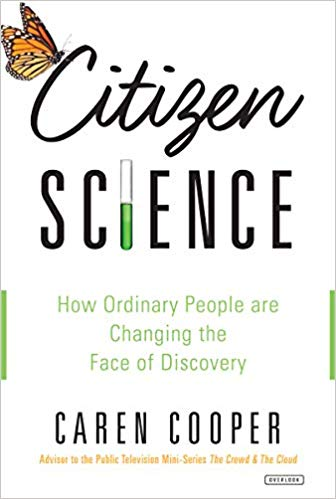 Citizen
SCIENCE
How Ordinary People are
Changing the
Face of Discovery
CAREN COOPER
Advisor to the Public Television Mini-Series The Crowd & The Cloud
OVERLOOK